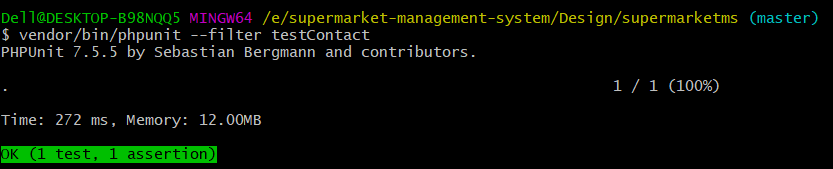 Dell@DESKTOP-B98NQQ5 MINGW64 /e/supermarket-management-system/Design/supermarketms (master)
$ vendor/bin/phpunit --filter testContact
PHPUnit 7.5.5 by Sebastian Bergmann and contributors.
. 1 / 1 (100%)
Time: 272 ms, Memory: 12.00MB
OK (1 test, 1 assertion)